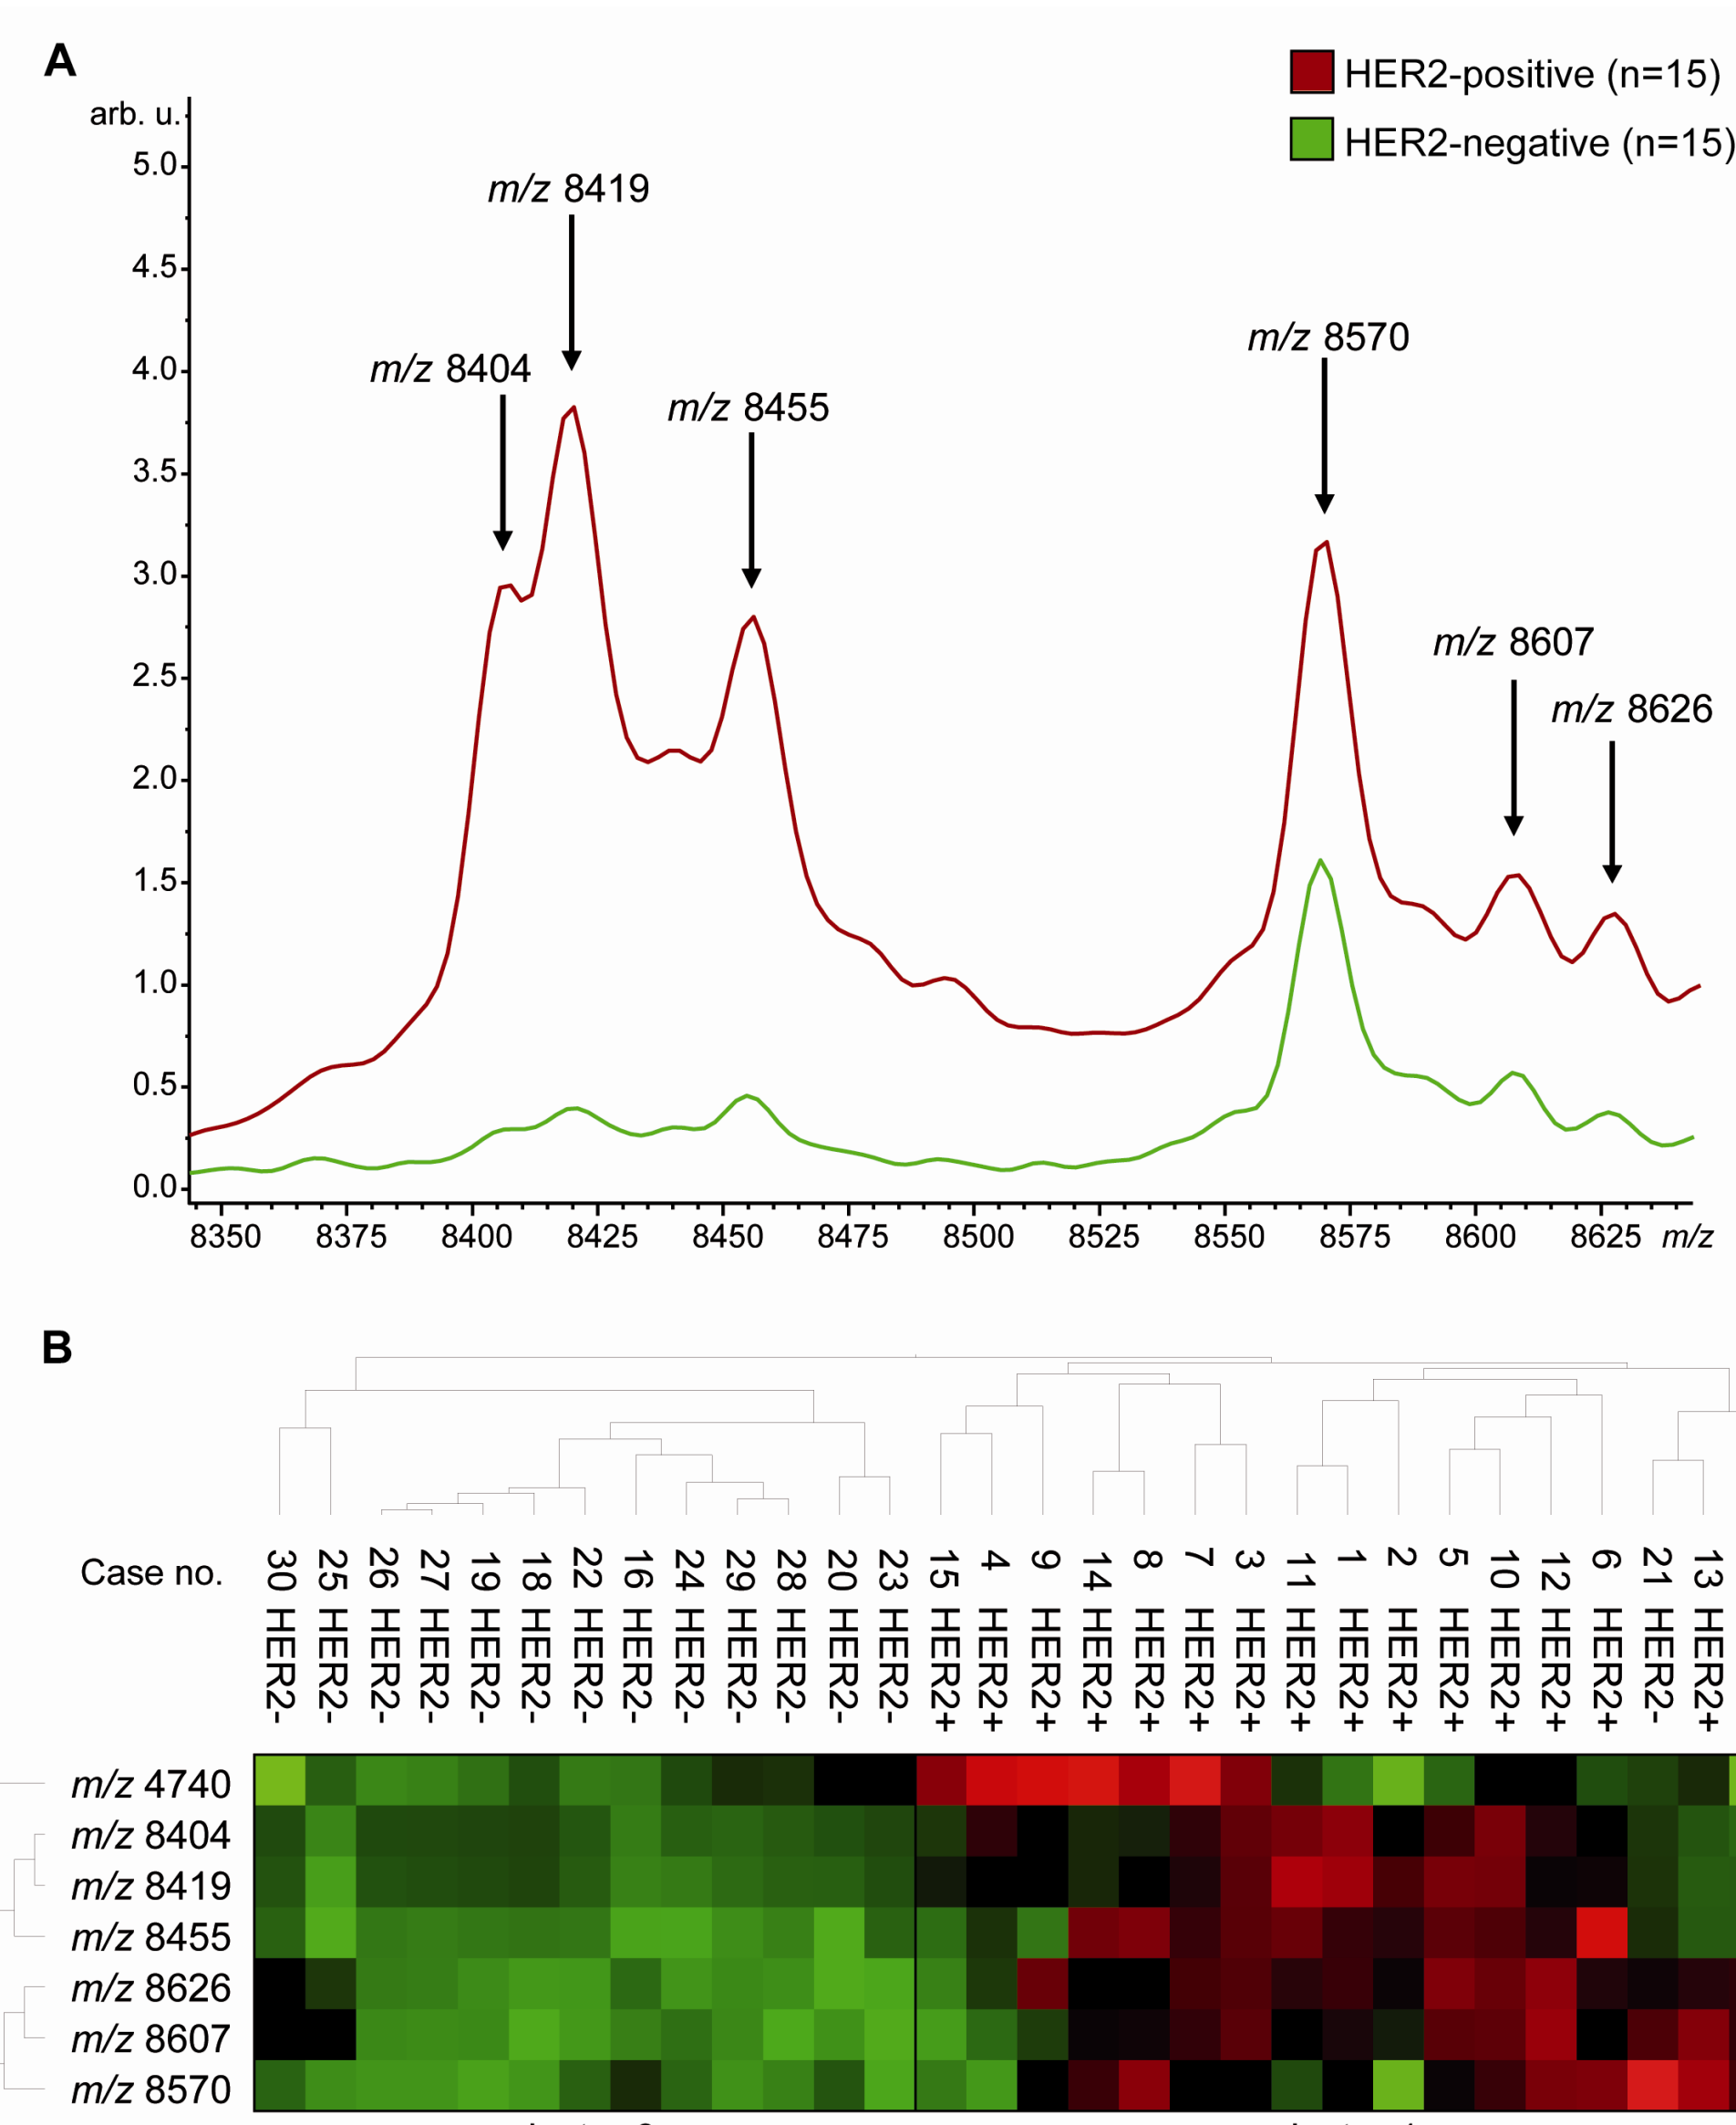 A
HER2-positive (n=15)
HER2-negative (n=15)
arb. u.
5.0
4.5
4.0
3.5
3.0
2.5
2.0
1.5
1.0
0.5
0.0
m/z 8419
m/z 8404
m/z 8455
m/z 8570
m/z 8607
m/z 8626
8350 8375 8400 8425 8450 8475 8500 8525 8550 8575 8600 8625 m/z
B
Case no.
30 HER2-
25 HER2-
26 HER2-
27 HER2-
19 HER2-
18 HER2-
22 HER2-
16 HER2-
24 HER2-
29 HER2-
28 HER2-
20 HER2-
23 HER2-
15 HER2+
4 HER2+
9 HER2+
14 HER2+
8 HER2+
7 HER2+
3 HER2+
11 HER2+
1 HER2+
2 HER2+
5 HER2+
10 HER2+
12 HER2+
6 HER2+
21 HER2-
13 HER2+
m/z 4740
m/z 8404
m/z 8419
m/z 8455
m/z 8626
m/z 8607
m/z 8570